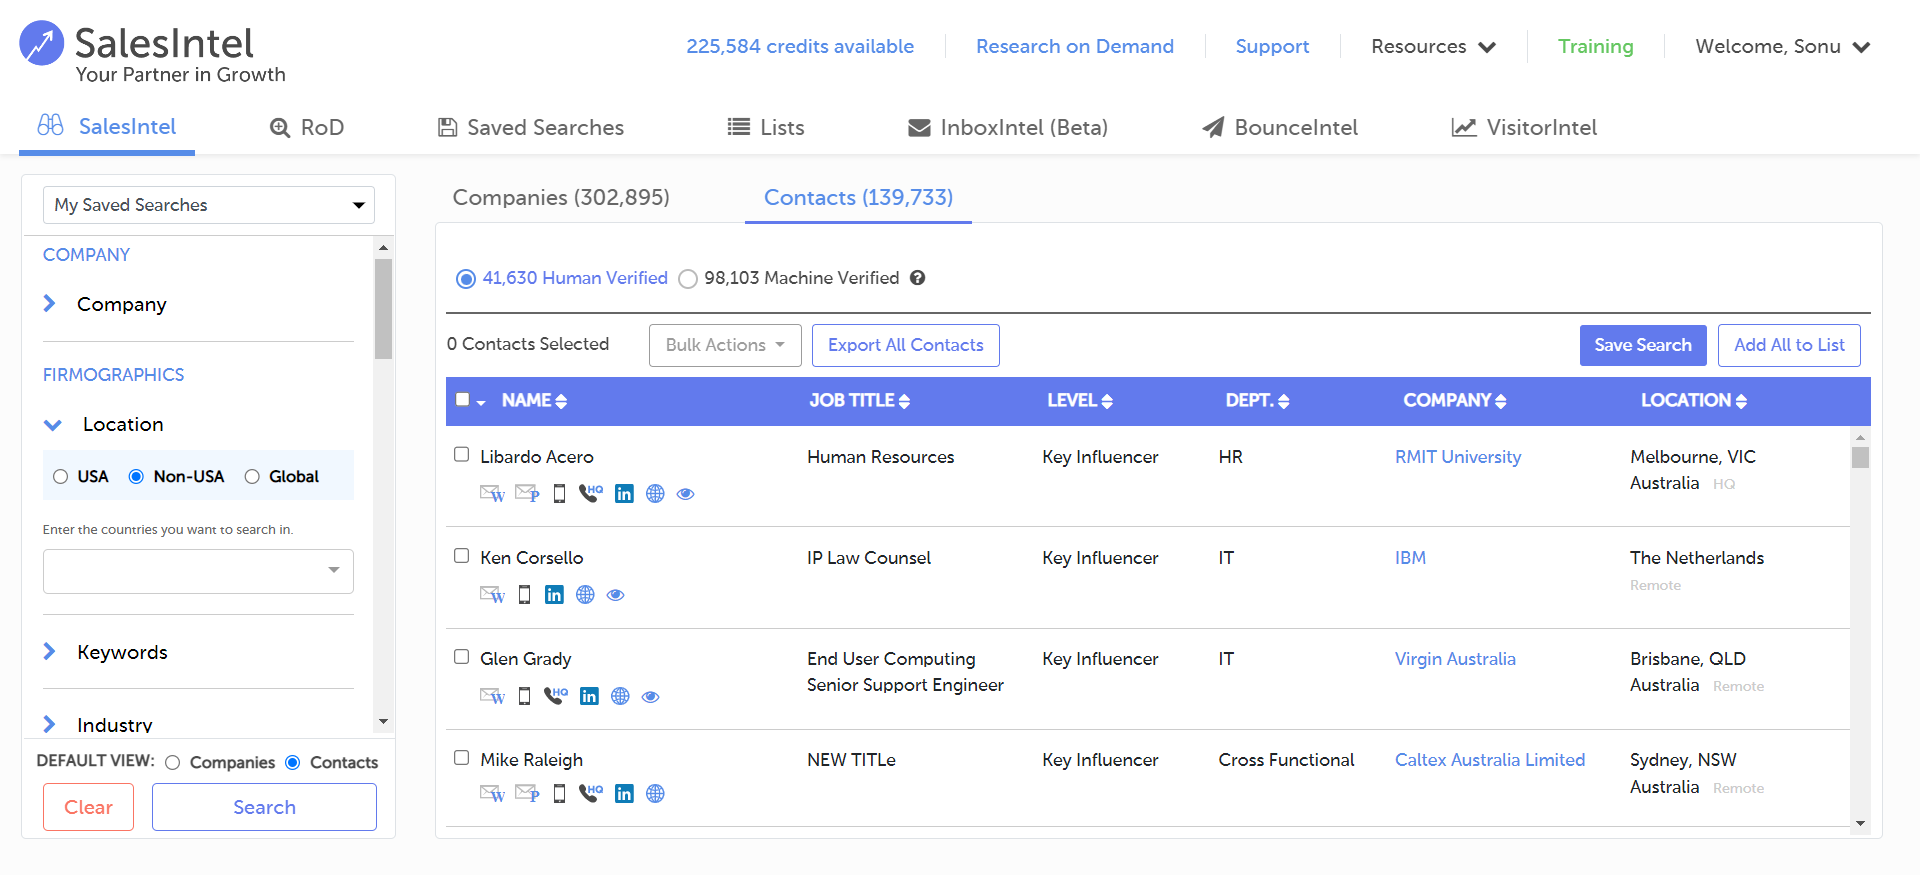 SalesIntel
Your Partner in Growth
225,584 credits available
Research on Demand
Support
Resources
Training
Welcome, Sonu
SalesIntel
RoD
Saved Searches
Lists
InboxIntel (Beta)
BounceIntel
VisitorIntel
My Saved Searches
COMPANY
Company
FIRMOGRAPHICS
Location
USA Non-USA Global
Enter the countries you want to search in.
Keywords
Industry
DEFAULT VIEW: Companies Contacts
Clear Search
Companies (302,895) Contacts (139,733)
41,630 Human Verified 98,103 Machine Verified ?
0 Contacts Selected Bulk Actions Export All Contacts Save Search Add All to List
NAME JOB TITLE LEVEL DEPT. COMPANY LOCATION
Libardo Acero Human Resources Key Influencer HR RMIT University Melbourne, VIC
Australia HQ
W P HQ in
Ken Corsello IP Law Counsel Key Influencer IT IBM The Netherlands
Remote
W in
Glen Grady End User Computing Key Influencer IT Virgin Australia Brisbane, QLD
Senior Support Engineer Australia Remote
W HQ in
Mike Raleigh NEW TITLe Key Influencer Cross Functional Caltex Australia Limited Sydney, NSW
Australia Remote
W P HQ in